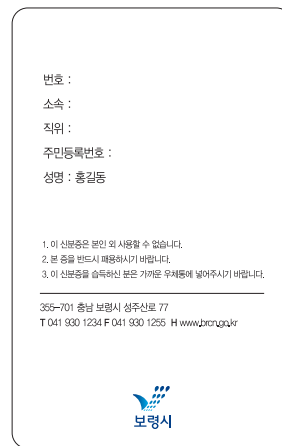 번호 :
소속 :
직위 :
주민등록번호 :
성명 : 홍길동
1. 이 신분증은 본인 외 사용할 수 없습니다.
2. 본 증을 반드시 패용하시기 바랍니다.
3. 이 신분증을 습득하신 분은 가까운 우체통에 넣어주시기 바랍니다.
355-701 충남 보령시 성주산로 77
T 041 930 1234 F 041 930 1255 H www.brcn.go.kr
보령시